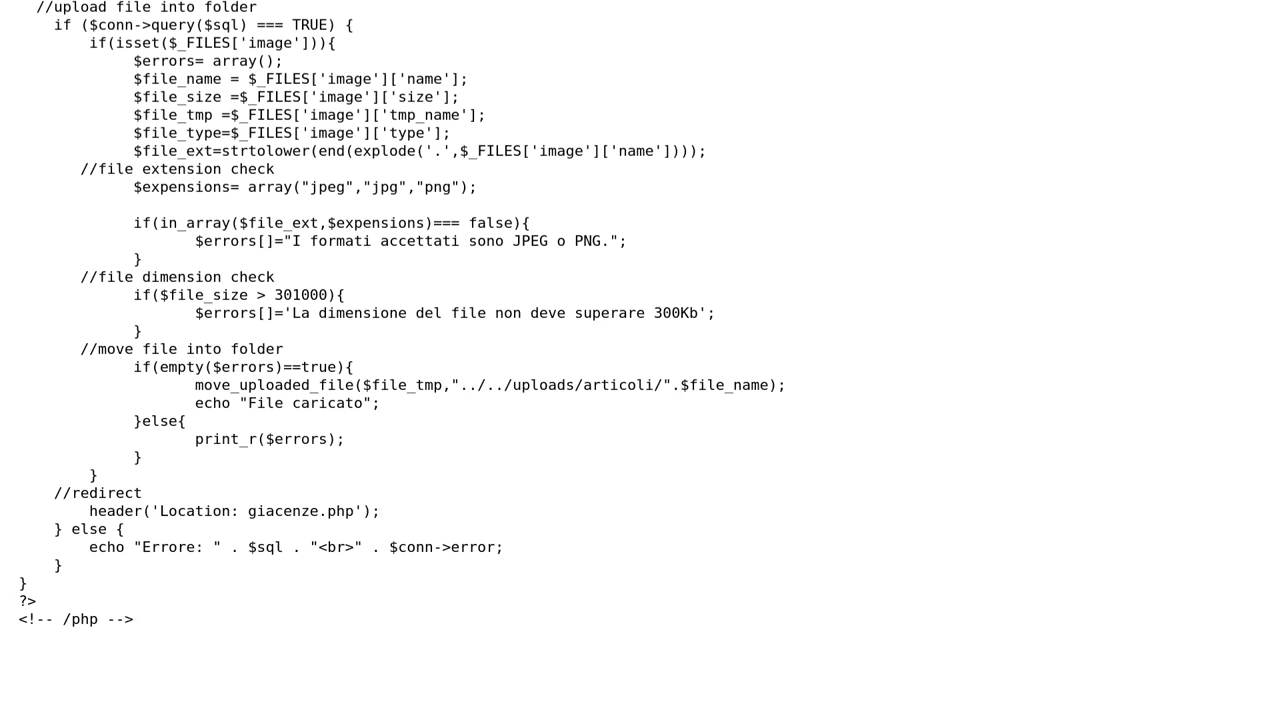 //upload file into folder
if ($conn->query($sql) === TRUE) {
if(isset($_FILES['image'])){
$errors= array();
$file_name = $_FILES['image']['name'];
$file_size =$_FILES['image']['size'];
$file_tmp =$_FILES['image']['tmp_name'];
$file_type=$_FILES['image']['type'];
$file_ext=strtolower(end(explode('.',$_FILES['image']['name'])));
//file extension check
$expensions= array("jpeg","jpg","png");
if(in_array($file_ext,$expensions)=== false){
$errors[]="I formati accettati sono JPEG o PNG.";
}
//file dimension check
if($file_size > 301000){
$errors[]='La dimensione del file non deve superare 300Kb';
}
//move file into folder
if(empty($errors)==true){
move_uploaded_file($file_tmp,"../../uploads/articoli/".$file_name);
echo "File caricato";
}else{
print_r($errors);
}
}
//redirect
header('Location: giacenze.php');
} else {
echo "Errore: " . $sql . "<br>" . $conn->error;
}
}
?>
<!-- /php -->